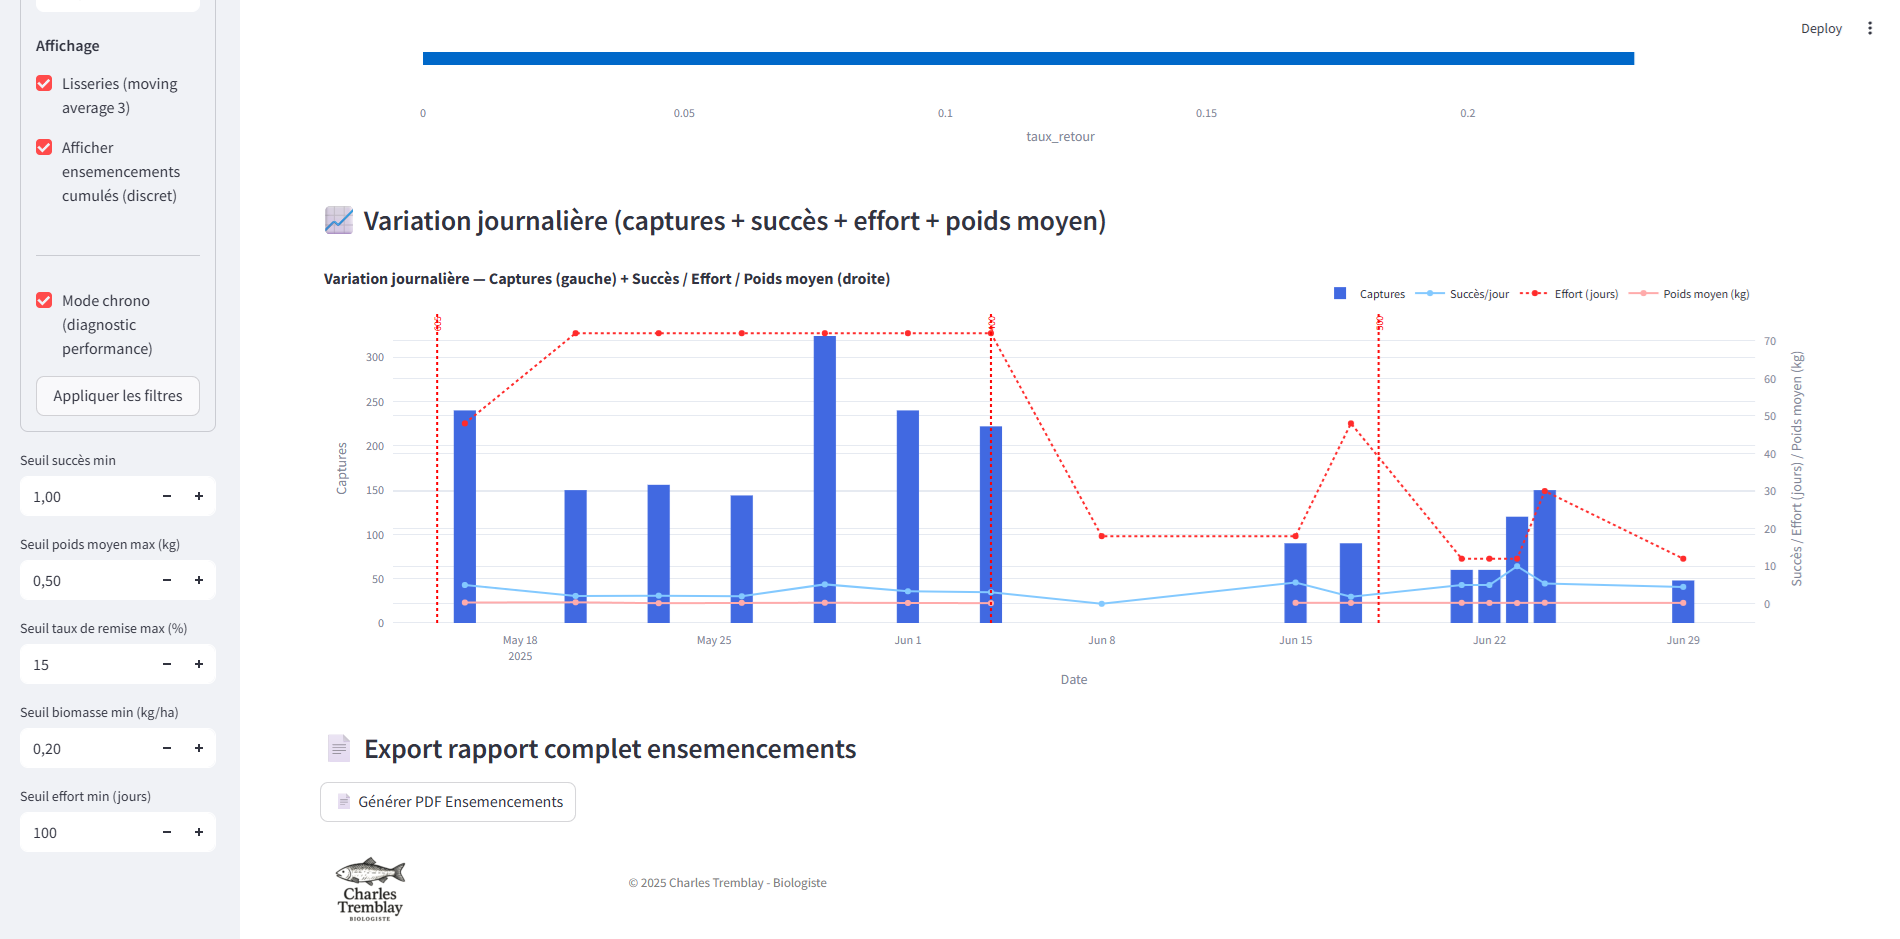 Affichage
Lisseries (moving
average 3)
Afficher
ensemencements
cumulés (discret)
Mode chrono
(diagnostic
performance)
Appliquer les filtres
Seuil succès min
1,00
Seuil poids moyen max (kg)
0,50
Seuil taux de remise max (%)
15
Seuil biomasse min (kg/ha)
0,20
Seuil effort min (jours)
100
Deploy
0 0.05 0.1 0.15 0.2
taux_retour
Variation journalière (captures + succès + effort + poids moyen)
Variation journalière — Captures (gauche) + Succès / Effort / Poids moyen (droite)
Captures Succès/jour Effort (jours) Poids moyen (kg)
Captures
300
250
200
150
100
50
0
70
60
50
40
30
20
10
0
Succès / Effort (jours) / Poids moyen (kg)
May 18 May 25 Jun 1 Jun 8 Jun 15 Jun 22 Jun 29
2025
Date
Export rapport complet ensemencements
Générer PDF Ensemencements
Charles
Tremblay
BIOLOGISTE
© 2025 Charles Tremblay - Biologiste